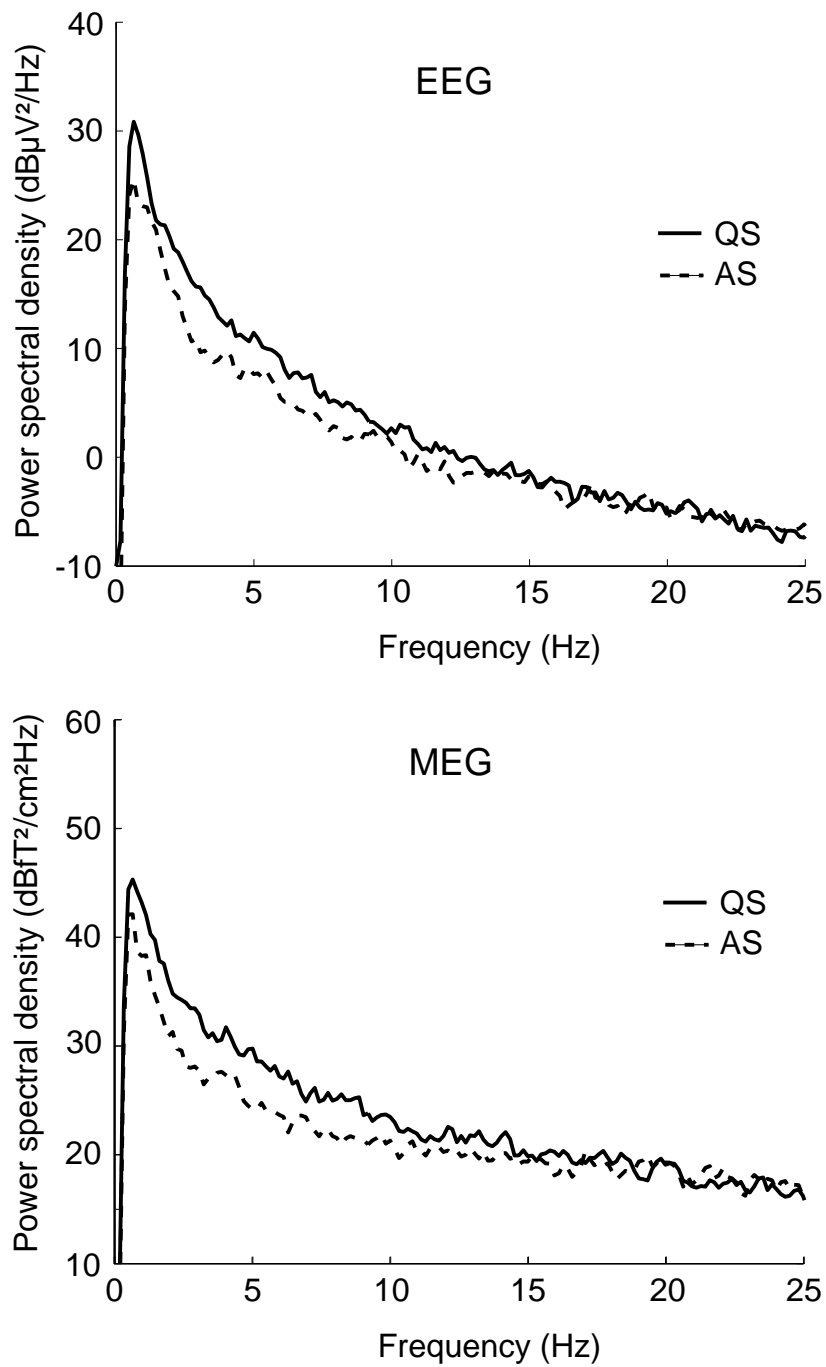 EEG
Power spectral density (dBµV²/Hz)
40
30
20
10
0
-10
QS
AS
0 5 10 15 20 25
Frequency (Hz)
MEG
Power spectral density (dBfT²/cm²Hz)
60
50
40
30
20
10
QS
AS
0 5 10 15 20 25
Frequency (Hz)